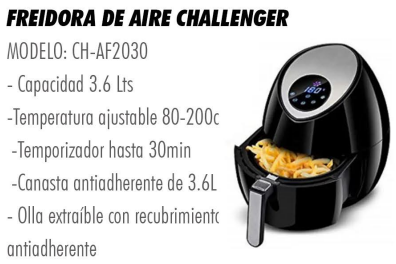 FREIDORA DE AIRE CHALLENGER
MODELO: CH-AF2030
- Capacidad 3.6 Lts
-Temperatura ajustable 80-200c
-Temporizador hasta 30min
-Canasta antiadherente de 3.6L
- Olla extraíble con recubrimiento
antiadherente
180